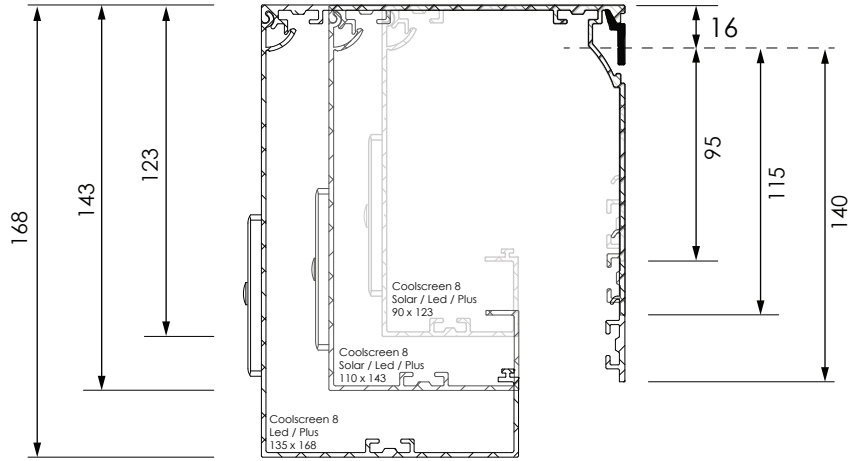 16
95
115
140
123
143
168
Coolscreen 8
Solar / Led / Plus
90 x 123
Coolscreen 8
Solar / Led / Plus
110 x 143
Coolscreen 8
Led / Plus
135 x 168